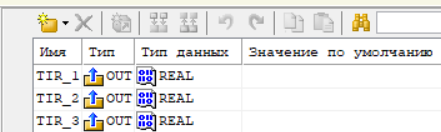 Имя Тип Тип данных Значение по умолчанию
TIR_1 OUT REAL
TIR_2 OUT REAL
TIR_3 OUT REAL